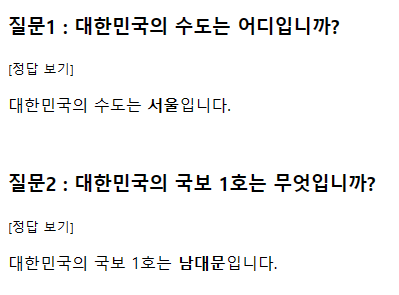 질문1 : 대한민국의 수도는 어디입니까?
[정답 보기]
대한민국의 수도는 서울입니다.
질문2 : 대한민국의 국보 1호는 무엇입니까?
[정답 보기]
대한민국의 국보 1호는 남대문입니다.